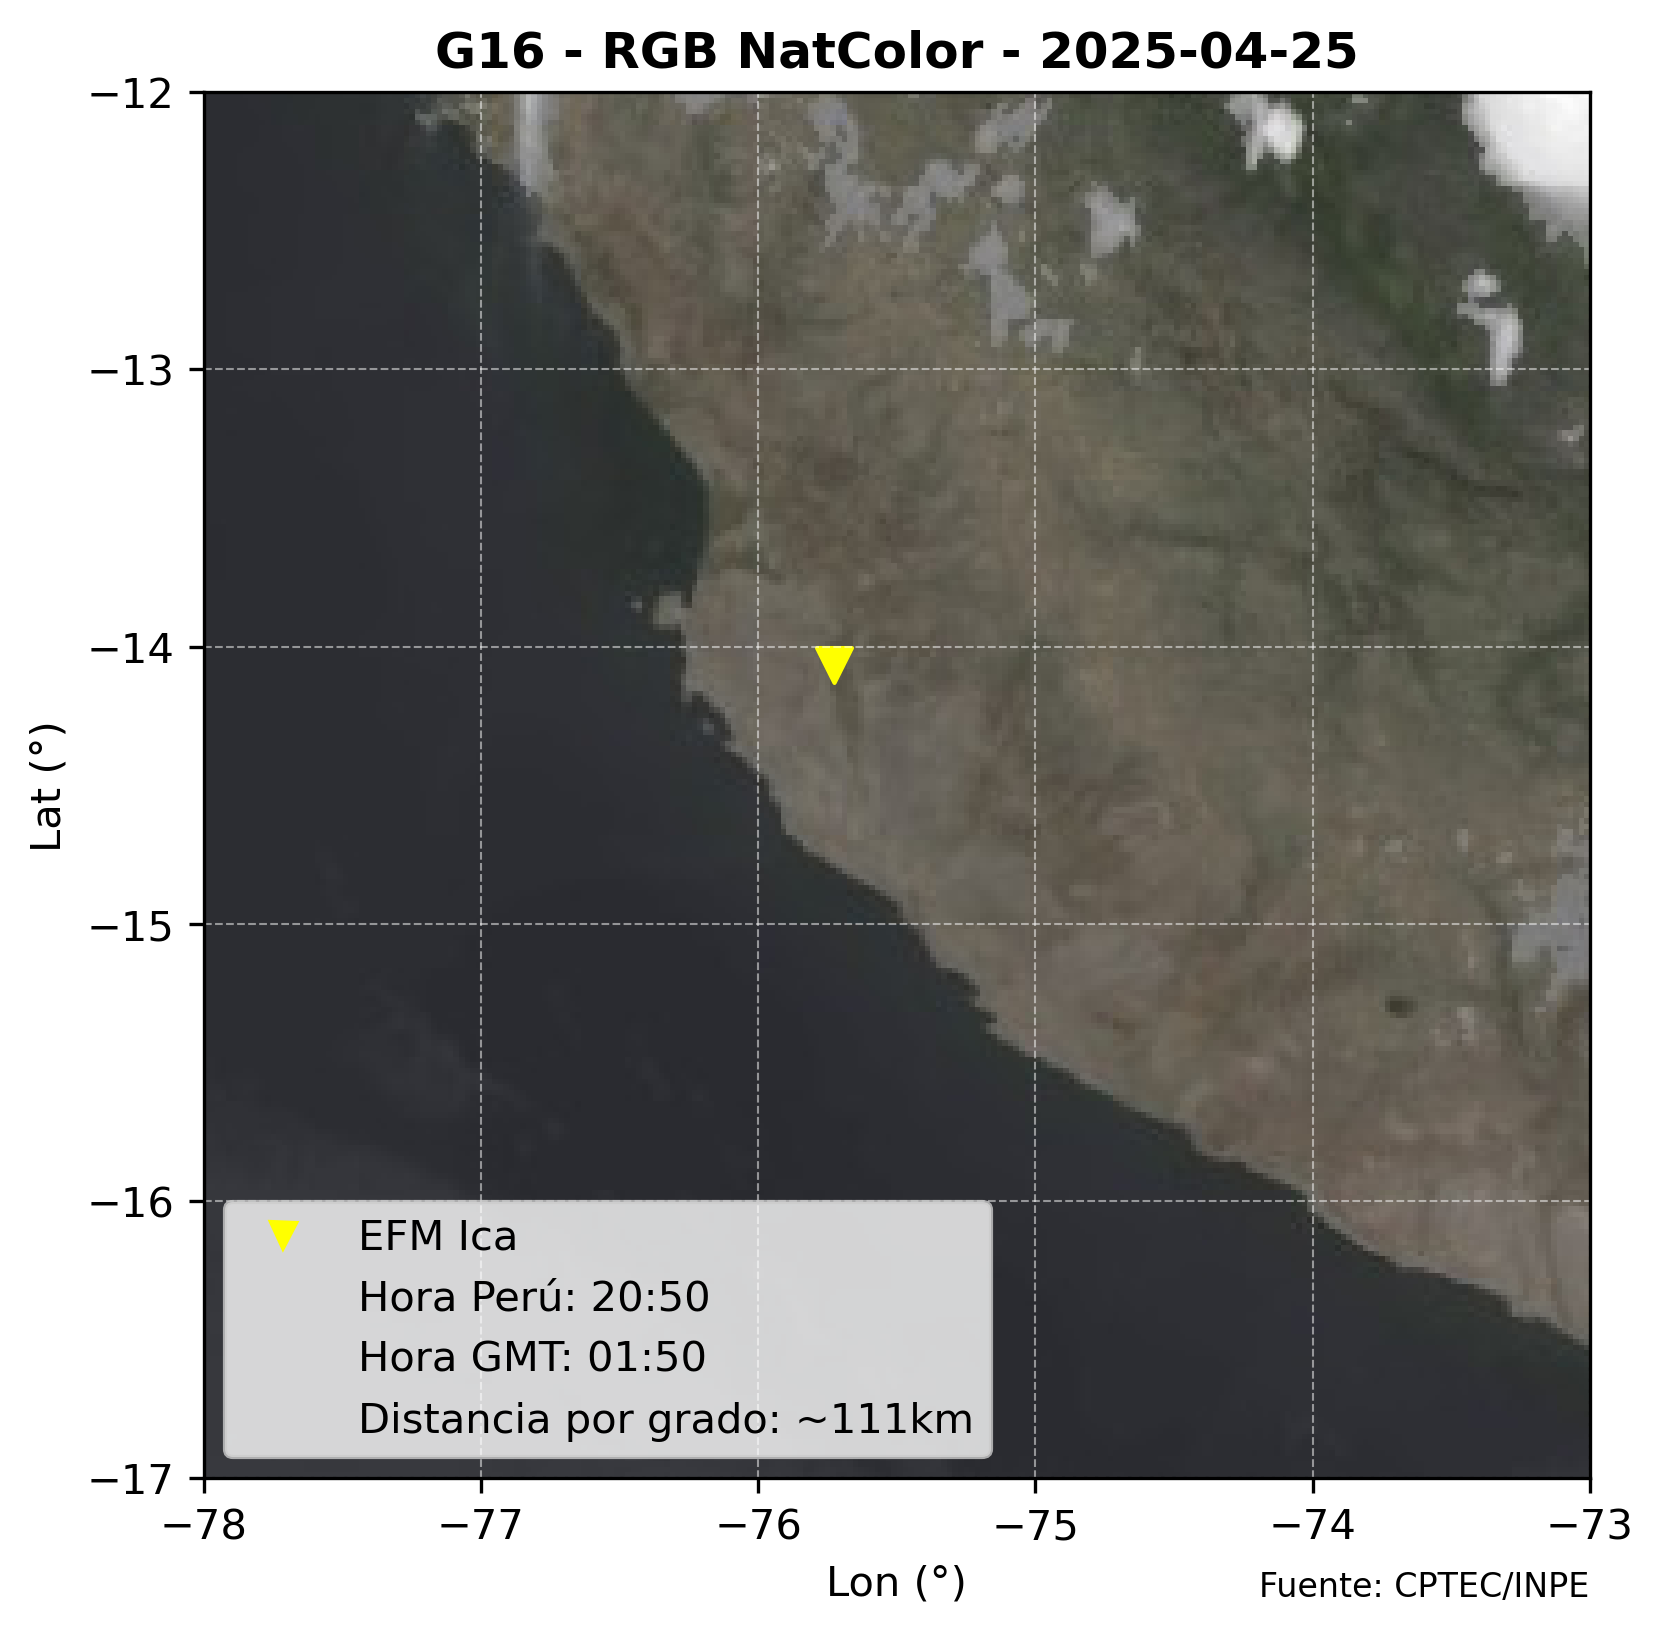 G16 - RGB NatColor - 2025-04-25
−12
−13
−14
−15
−16
−17
Lat (°)
EFM Ica
Hora Perú: 20:50
Hora GMT: 01:50
Distancia por grado: ~111km
−78 −77 −76 −75 −74 −73
Lon (°)
Fuente: CPTEC/INPE